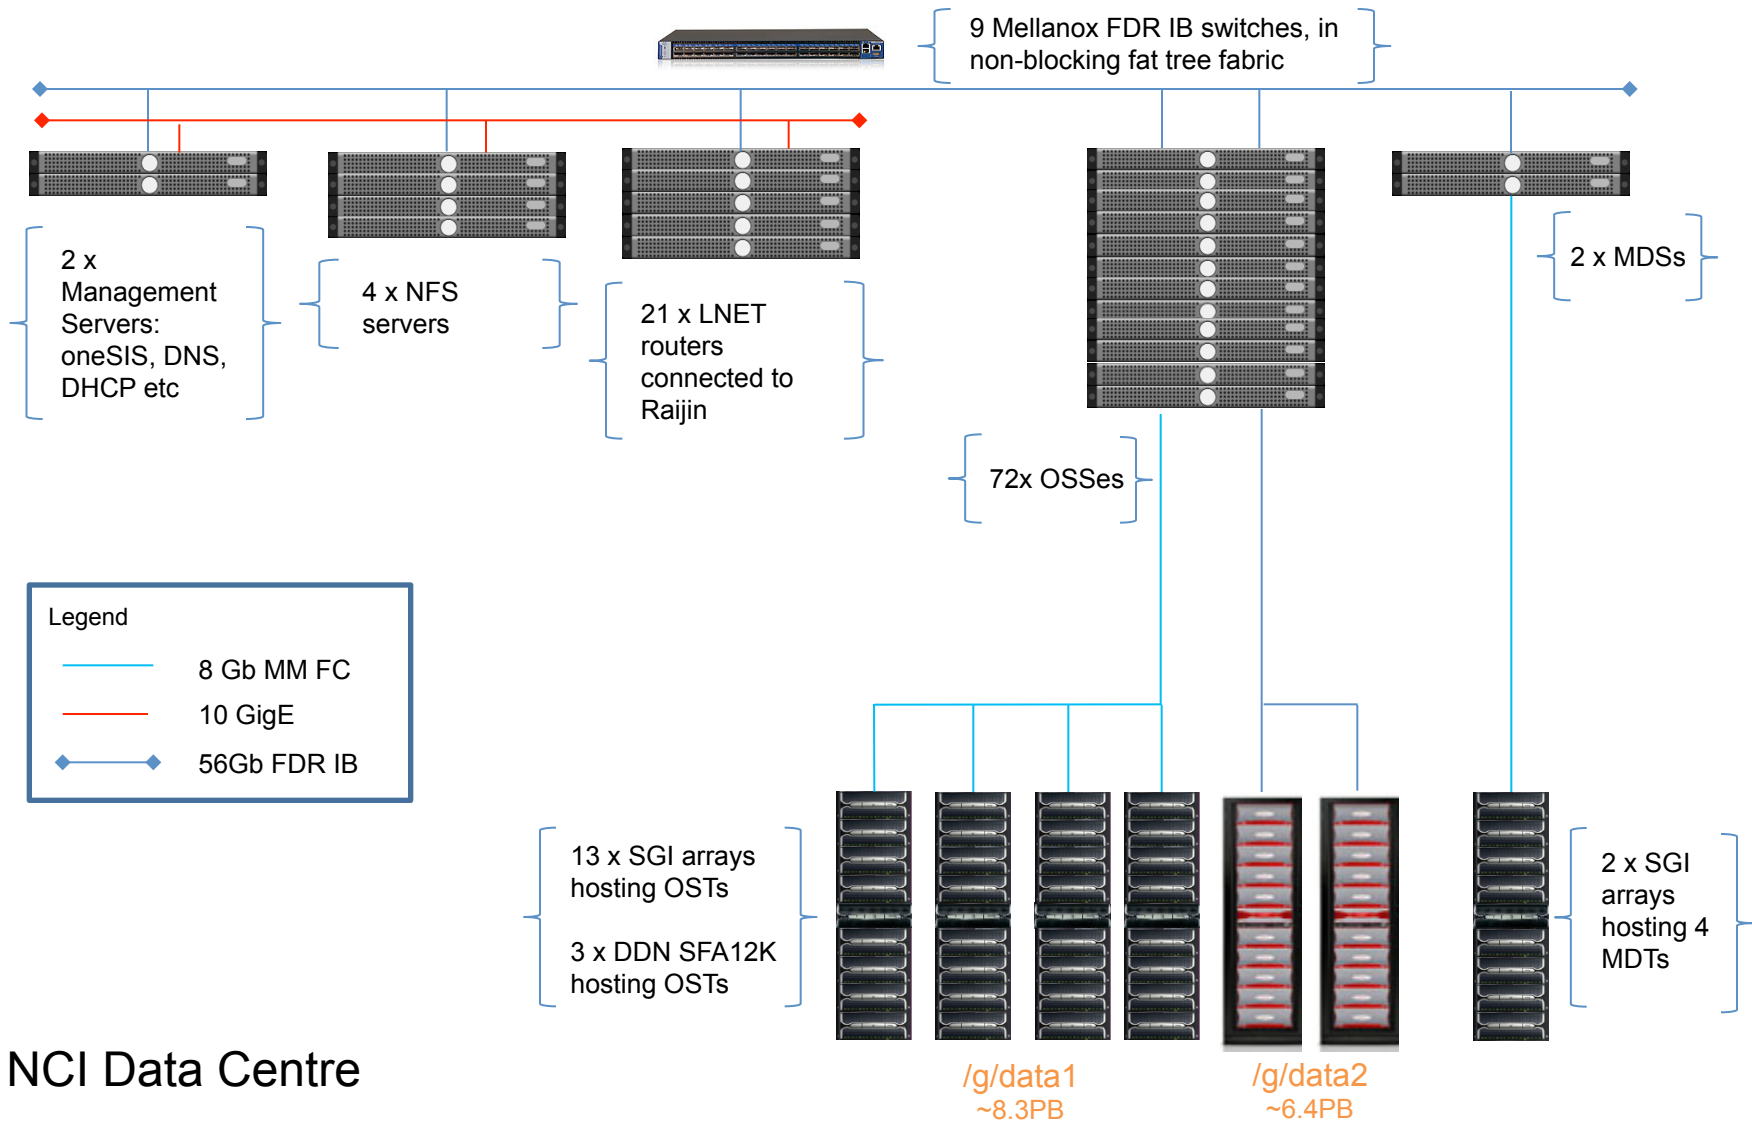 9 Mellanox FDR IB switches, in
non-blocking fat tree fabric
2 x
Management
Servers:
oneSIS, DNS,
DHCP etc
4 x NFS
servers
21 x LNET
routers
connected to
Raijin
2 x MDSs
72x OSSes
Legend
8 Gb MM FC
10 GigE
56Gb FDR IB
13 x SGI arrays
hosting OSTs
3 x DDN SFA12K
hosting OSTs
2 x SGI
arrays
hosting 4
MDTs
NCI Data Centre
/g/data1
~8.3PB
/g/data2
~6.4PB